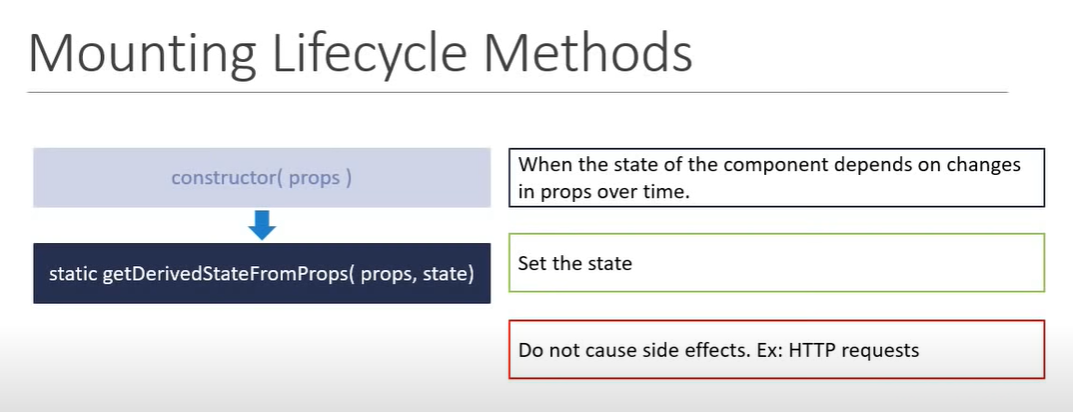 Mounting Lifecycle Methods
constructor( props )
static getDerivedStateFromProps( props, state)
When the state of the component depends on changes
in props over time.
Set the state
Do not cause side effects. Ex: HTTP requests